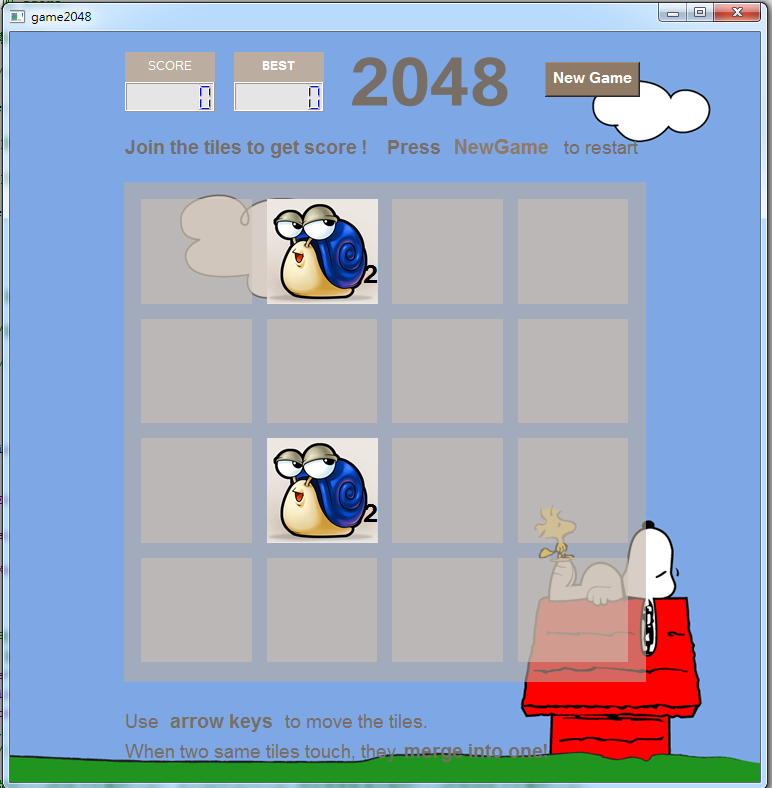 game2048
SCORE BEST 2048 New Game
0 0
Join the tiles to get score ! Press NewGame to restart
2
2
Use arrow keys to move the tiles.
When two same tiles touch, they merge into one!